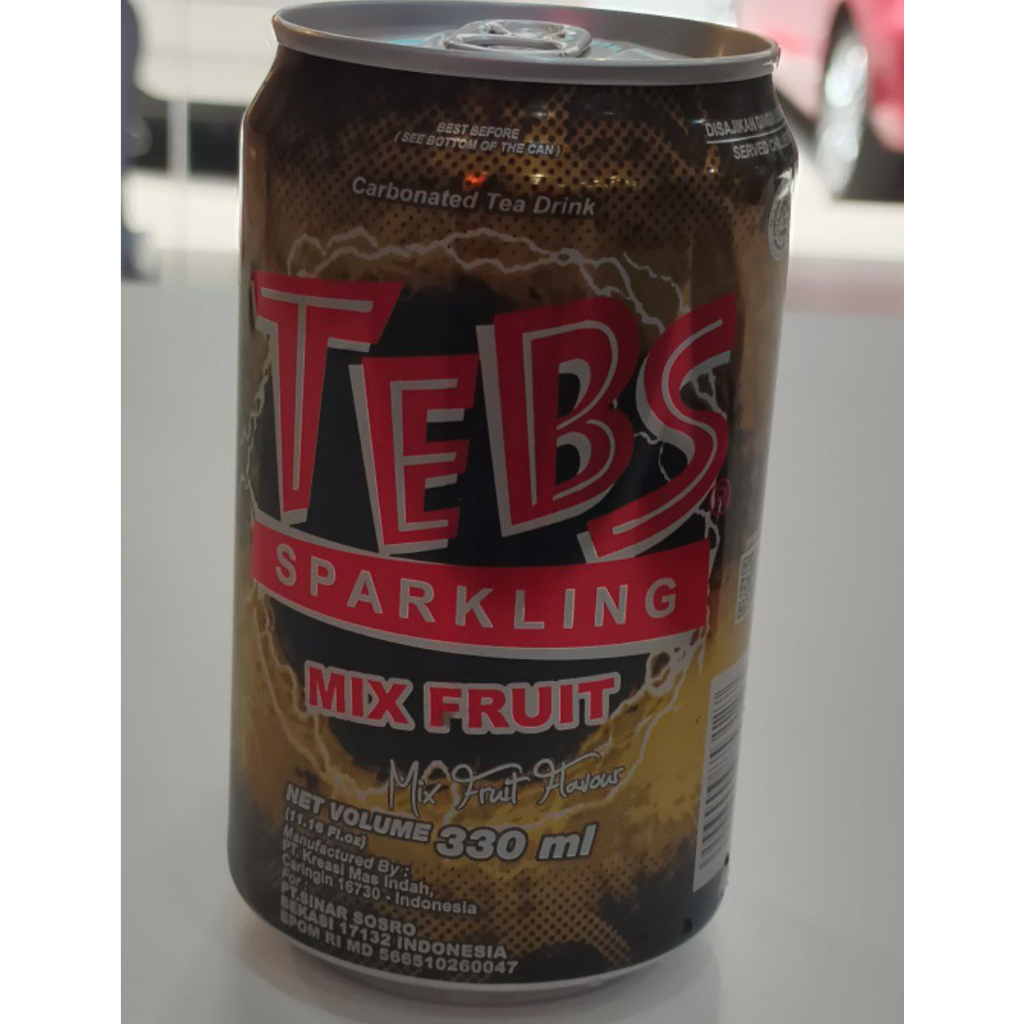 BEST BEFORE
( SEE BOTTOM OF THE CAN )
DISAJIKAN
SERVED
Carbonated Tea Drink
TEBS
SPARKLING
MIX FRUIT
Mix Fruit Flavour
NET VOLUME 330 ml
(11.16 Fl.oz)
Manufactured By :
PT. Kreasi Mas Indah,
Caringin 16730 - Indonesia
For :
PT.SINAR SOSRO
BEKASI 17132 INDONESIA
BPOM RI MD 566510260047